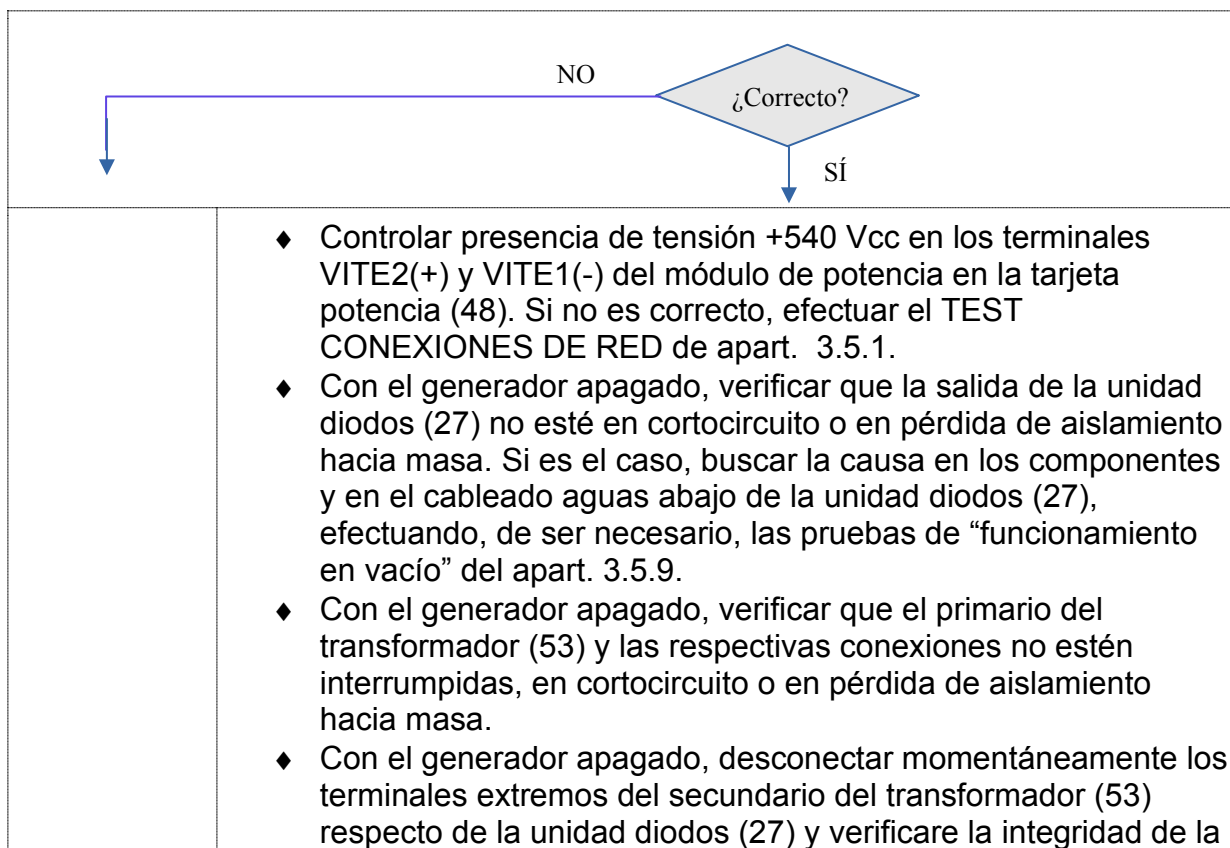 NO
¿Correcto?
SÍ
♦ Controlar presencia de tensión +540 Vcc en los terminales
VITE2(+) y VITE1(-) del módulo de potencia en la tarjeta
potencia (48). Si no es correcto, efectuar el TEST
CONEXIONES DE RED de apart. 3.5.1.
♦ Con el generador apagado, verificar que la salida de la unidad
diodos (27) no esté en cortocircuito o en pérdida de aislamiento
hacia masa. Si es el caso, buscar la causa en los componentes
y en el cableado aguas abajo de la unidad diodos (27),
efectuando, de ser necesario, las pruebas de “funcionamiento
en vacío” del apart. 3.5.9.
♦ Con el generador apagado, verificar que el primario del
transformador (53) y las respectivas conexiones no estén
interrumpidas, en cortocircuito o en pérdida de aislamiento
hacia masa.
♦ Con el generador apagado, desconectar momentáneamente los
terminales extremos del secundario del transformador (53)
respecto de la unidad diodos (27) y verificare la integridad de la